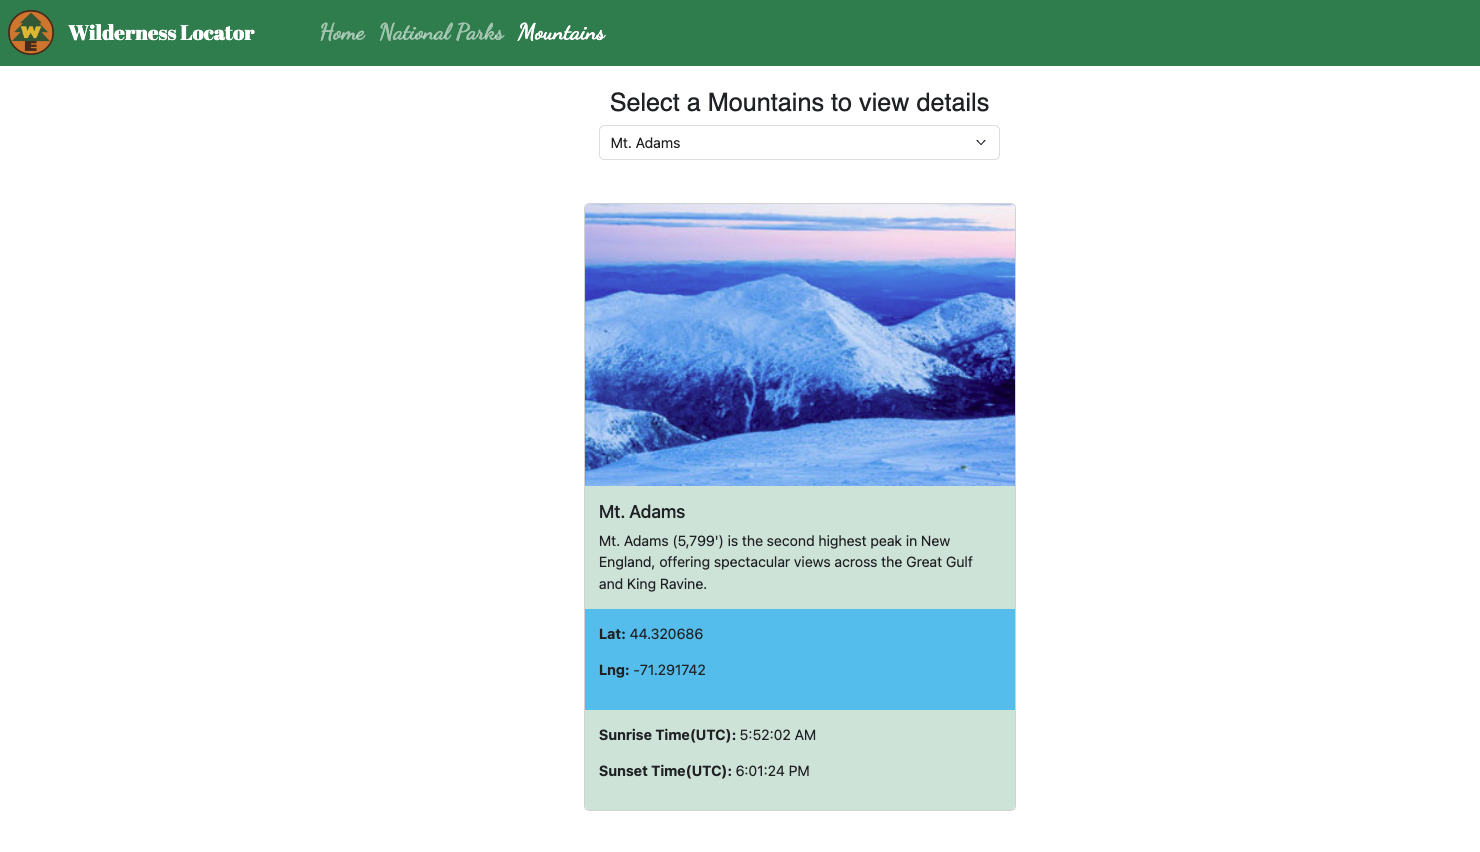 W
E
Wilderness Locator
Home National Parks Mountains
Select a Mountains to view details
Mt. Adams
Mt. Adams
Mt. Adams (5,799') is the second highest peak in New
England, offering spectacular views across the Great Gulf
and King Ravine.
Lat: 44.320686
Lng: -71.291742
Sunrise Time(UTC): 5:52:02 AM
Sunset Time(UTC): 6:01:24 PM